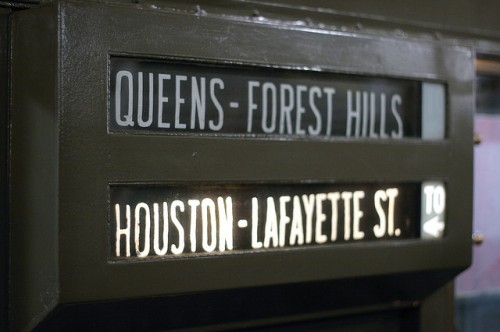 QUEENS-FOREST HILLS
HOUSTON-LAFAYETTE ST.
TO
A